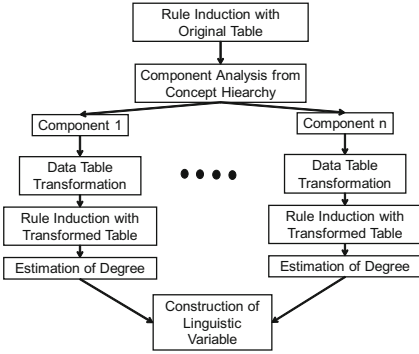 Rule Induction with
Original Table
Component Analysis from
Concept Hiearchy
Component 1
Data Table
Transformation
Rule Induction with
Transformed Table
Estimation of Degree
Component n
Data Table
Transformation
Rule Induction with
Transformed Table
Estimation of Degree
Construction of
Linguistic
Variable